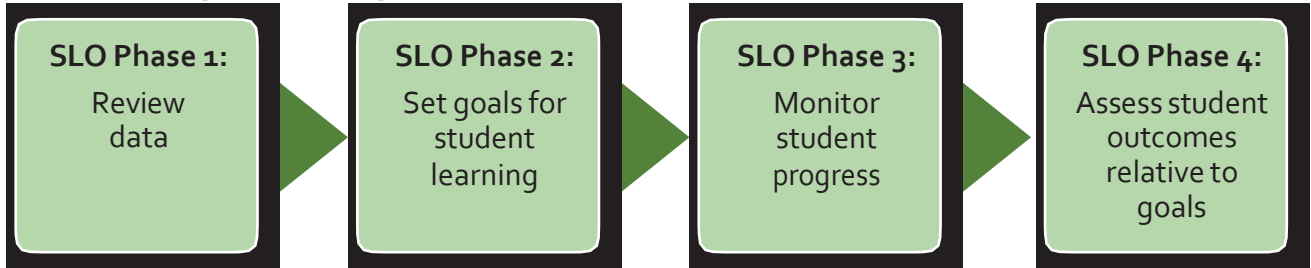 SLO Phase 1:
Review
data
SLO Phase 2:
Set goals for
student
learning
SLO Phase 3:
Monitor
student
progress
SLO Phase 4:
Assess student
outcomes
relative to
goals